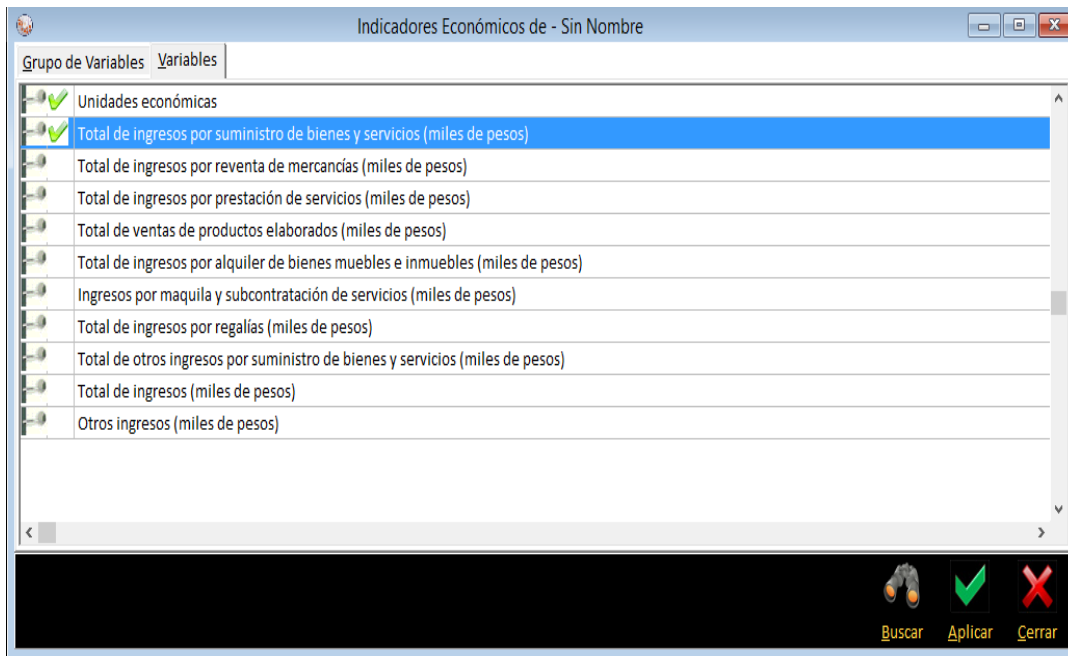 Indicadores Económicos de - Sin Nombre
Grupo de Variables Variables
Unidades económicas
Total de ingresos por suministro de bienes y servicios (miles de pesos)
Total de ingresos por reventa de mercancías (miles de pesos)
Total de ingresos por prestación de servicios (miles de pesos)
Total de ventas de productos elaborados (miles de pesos)
Total de ingresos por alquiler de bienes muebles e inmuebles (miles de pesos)
Ingresos por maquila y subcontratación de servicios (miles de pesos)
Total de ingresos por regalías (miles de pesos)
Total de otros ingresos por suministro de bienes y servicios (miles de pesos)
Total de ingresos (miles de pesos)
Otros ingresos (miles de pesos)
Buscar Aplicar Cerrar